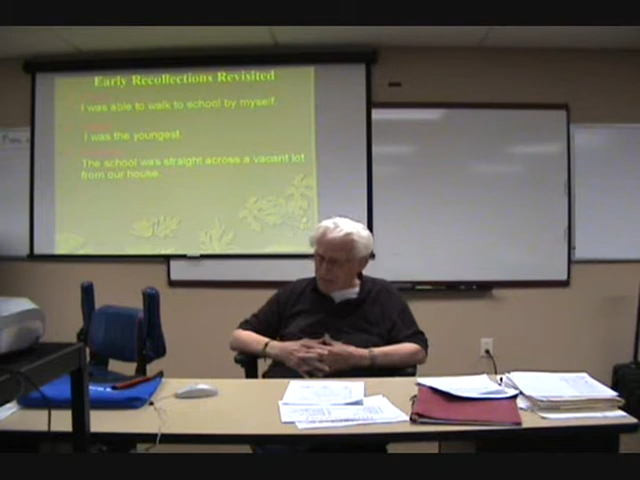 Early Recollections Revisited
I was able to walk to school by myself.
I was the youngest.
The school was straight across a vacant lot
from our house.